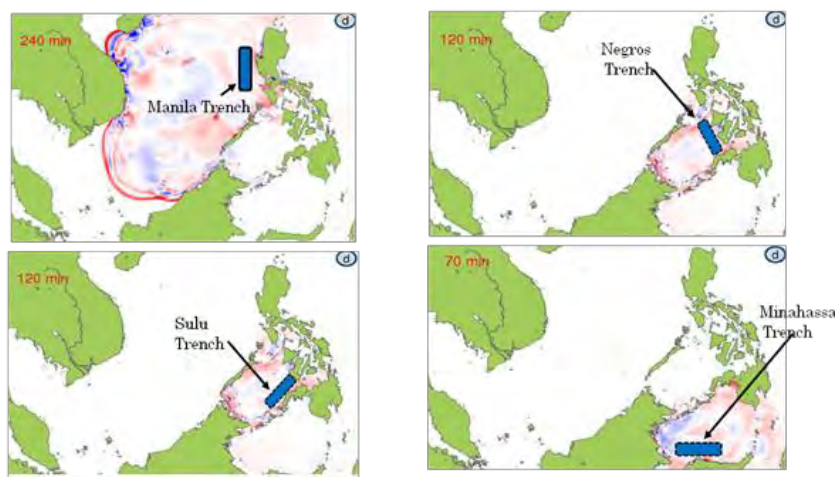 240 min
d
Manila Trench
120 min
d
Negros
Trench
120 min
d
Sulu
Trench
70 min
d
Minahassa
Trench